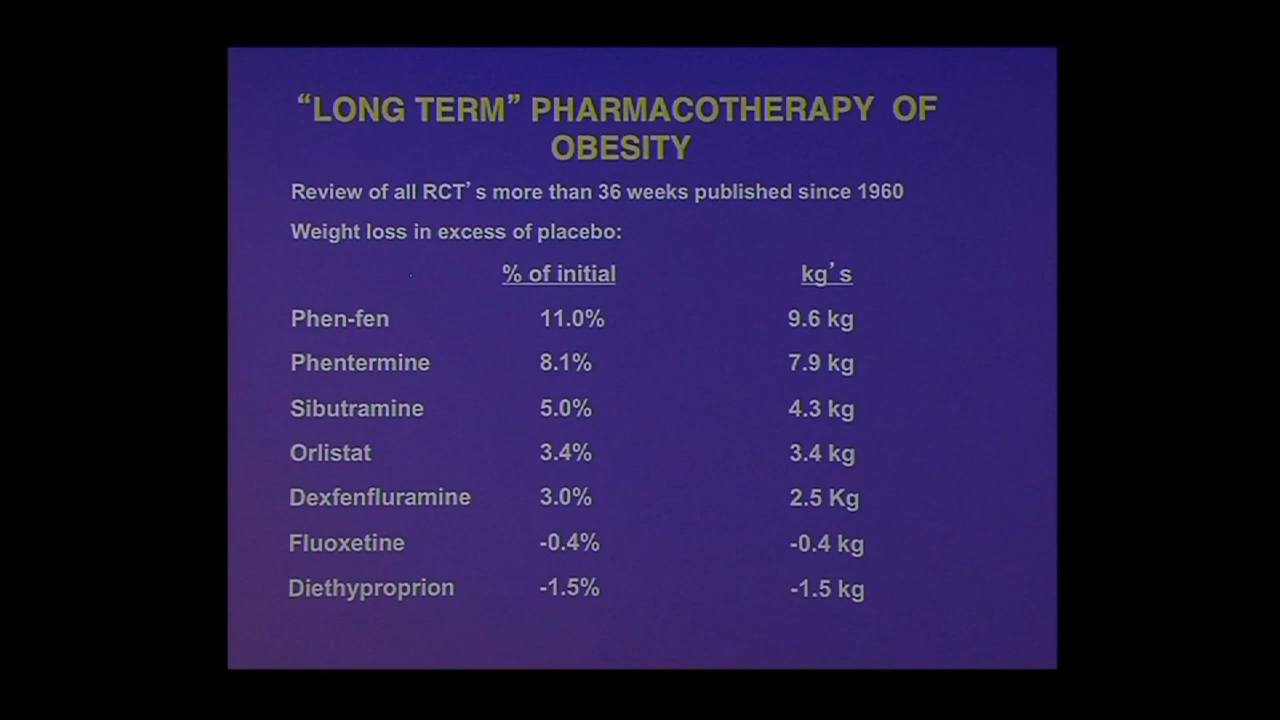 “LONG TERM” PHARMACOTHERAPY OF
OBESITY
Review of all RCT’s more than 36 weeks published since 1960
Weight loss in excess of placebo:
% of initial kg’s
Phen-fen 11.0% 9.6 kg
Phentermine 8.1% 7.9 kg
Sibutramine 5.0% 4.3 kg
Orlistat 3.4% 3.4 kg
Dexfenfluramine 3.0% 2.5 Kg
Fluoxetine -0.4% -0.4 kg
Diethyproprion -1.5% -1.5 kg